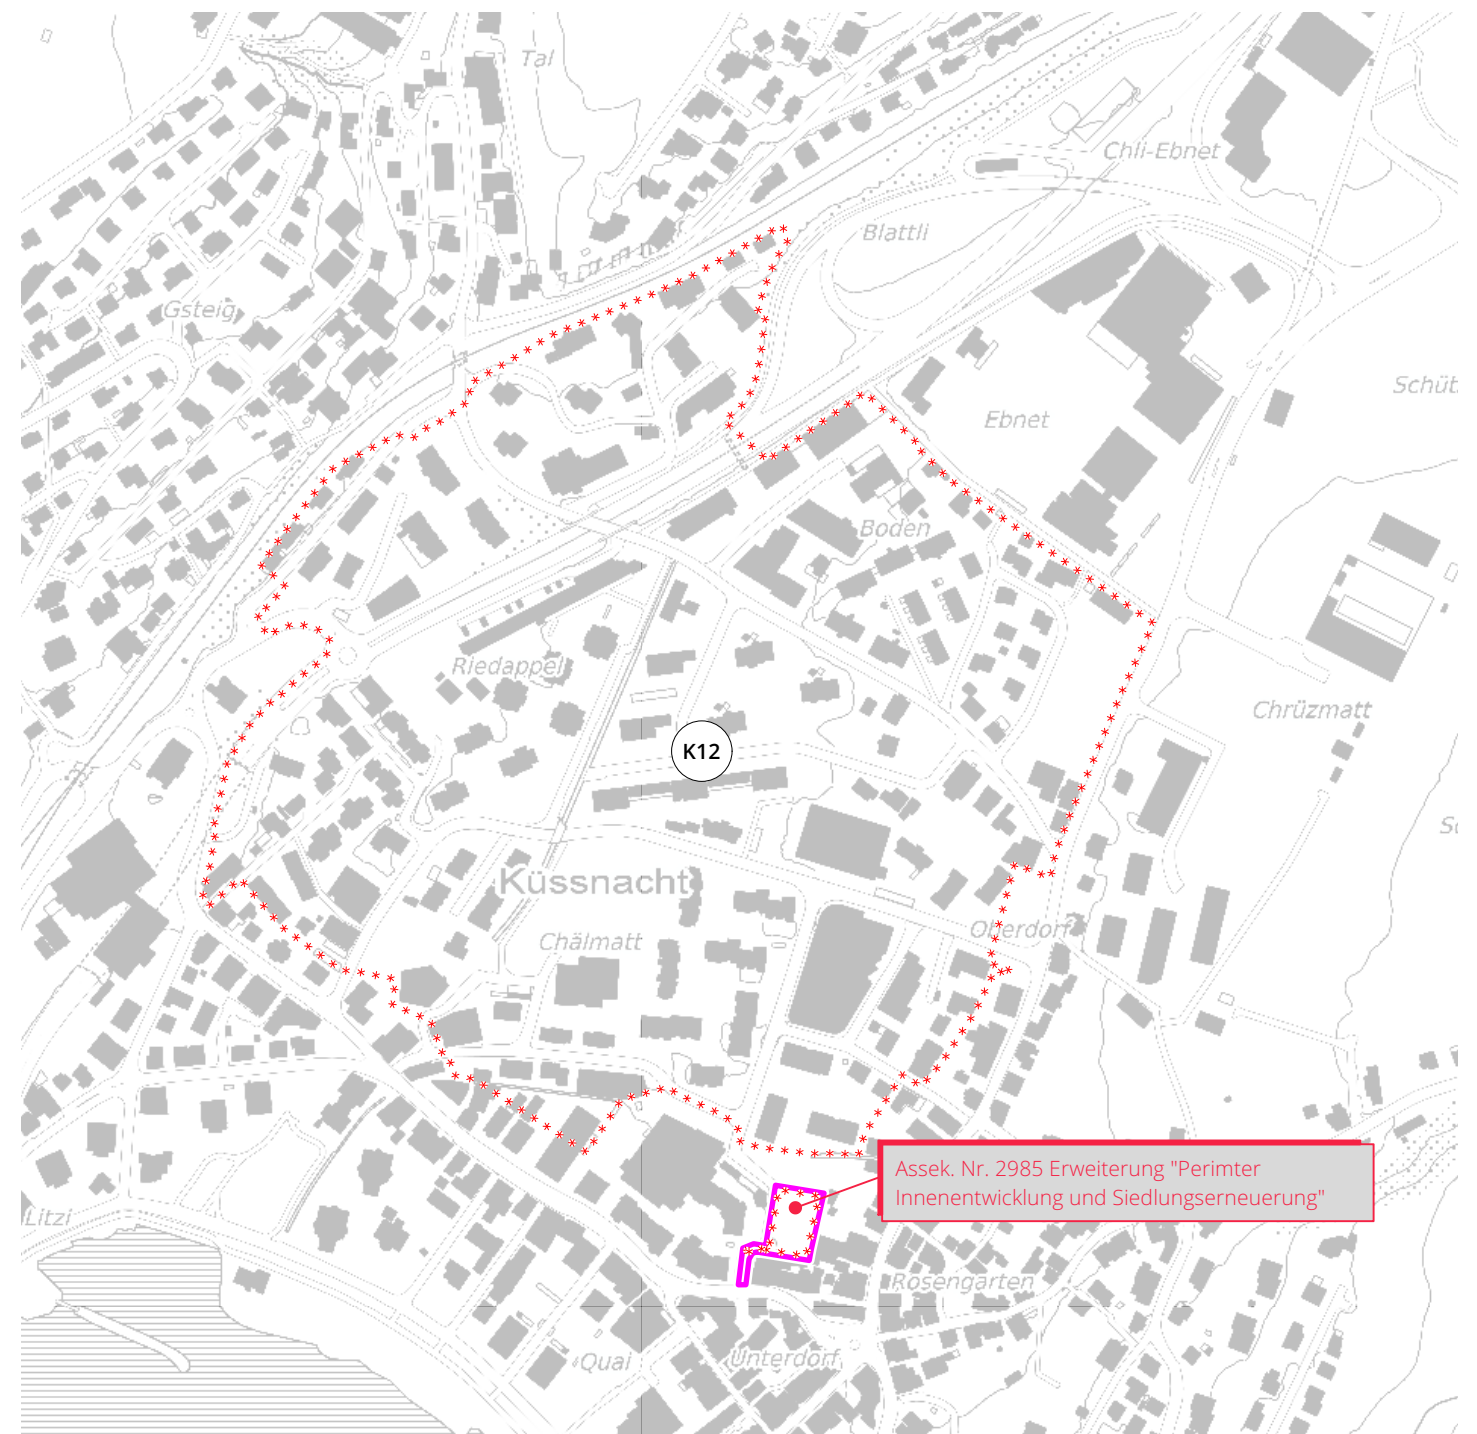 Tal
Chli-Ebnet
Blattli
Gsteig
Schüt
Ebnet
Boden
Riedappel
Chrüzmatt
K12
Küssnacht
Oberdorf
Chälmatt
Assek. Nr. 2985 Erweiterung "Perimter
Innenentwicklung und Siedlungserneuerung"
Litzi
Rosengarten
Quai
Unterdorf